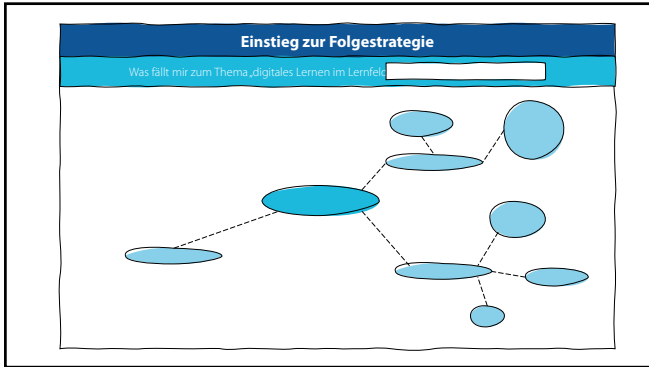 Einstieg zur Folgestrategie
Was fällt mir zum Thema „digitales Lernen im Lernfeld